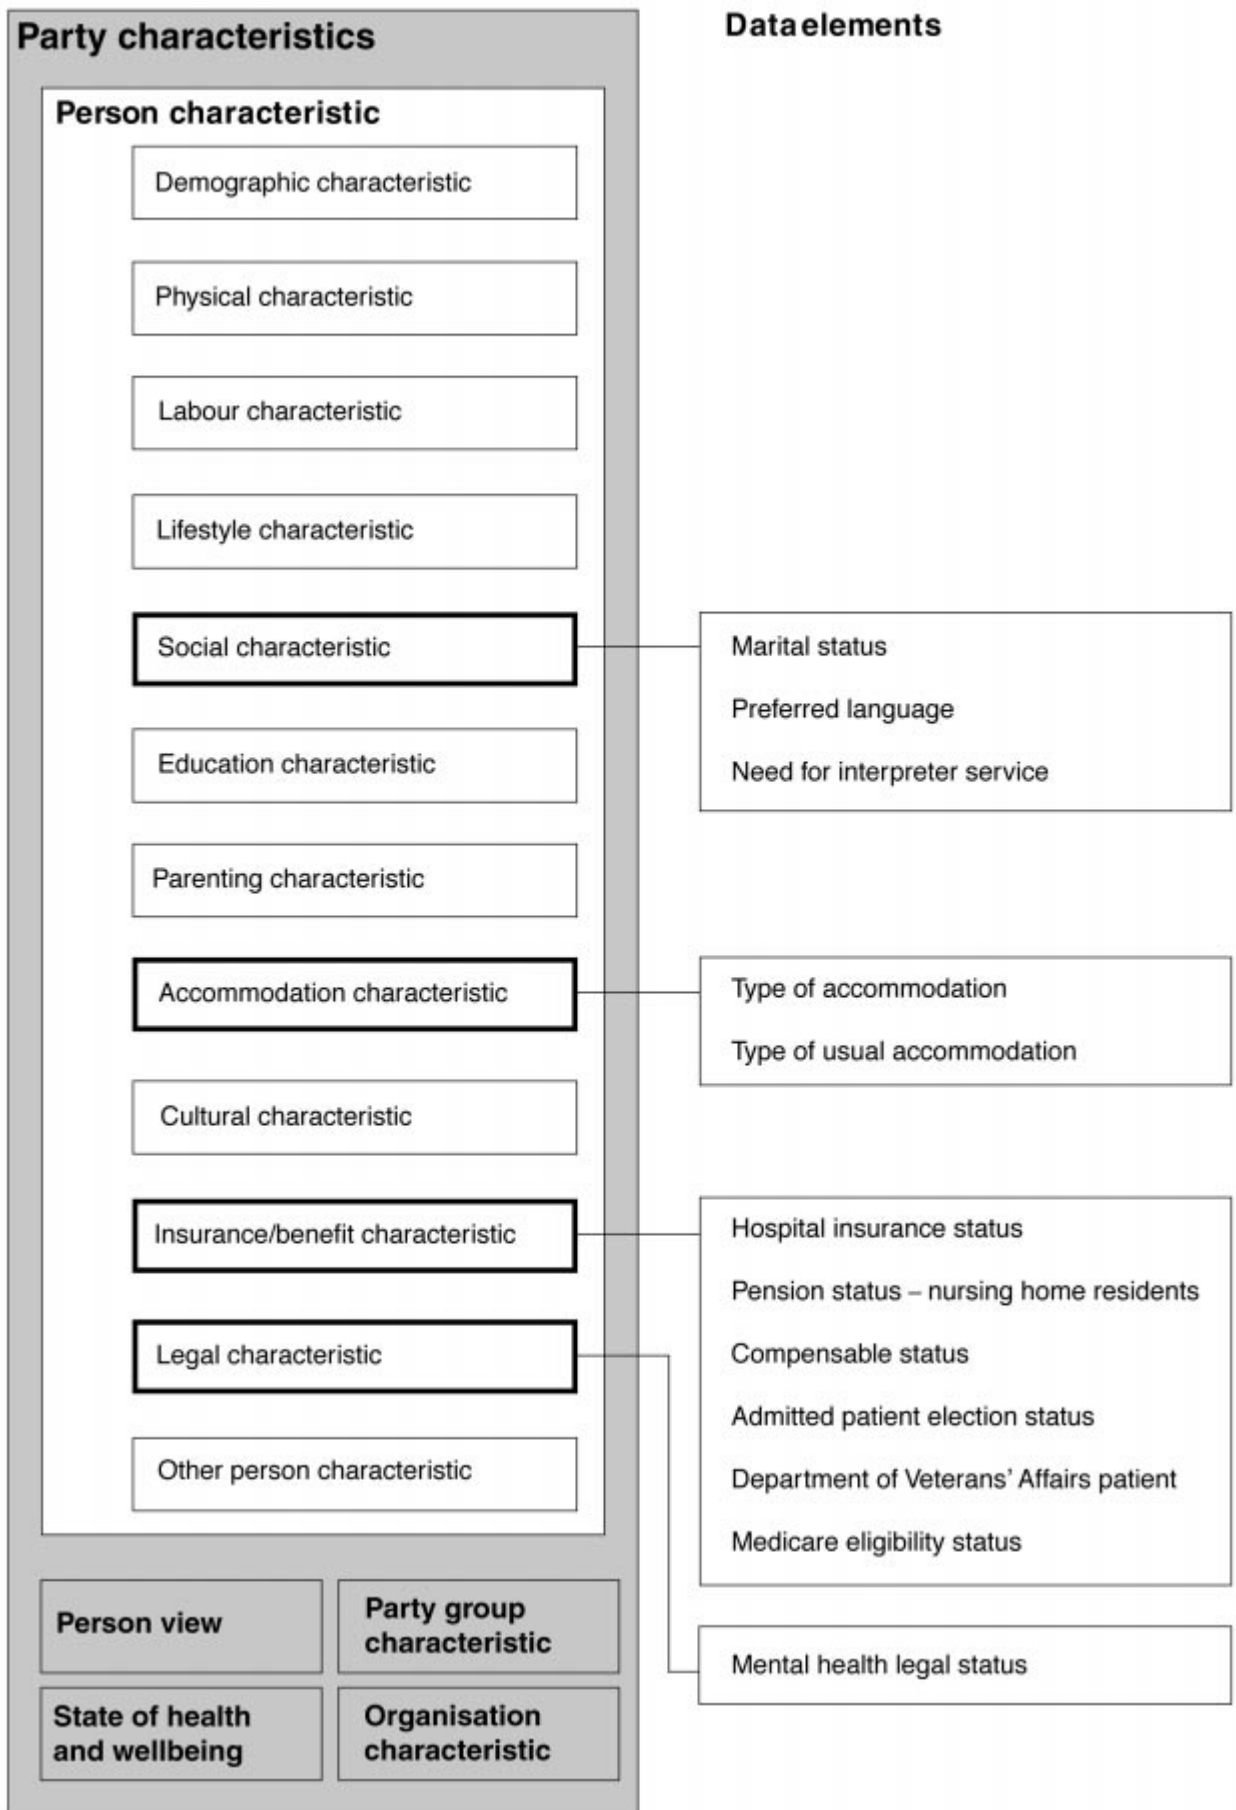 Party characteristics
Data elements
Person characteristic
Demographic characteristic
Physical characteristic
Labour characteristic
Lifestyle characteristic
Social characteristic
Marital status
Preferred language
Need for interpreter service
Education characteristic
Parenting characteristic
Accommodation characteristic
Type of accommodation
Type of usual accommodation
Cultural characteristic
Insurance/benefit characteristic
Hospital insurance status
Pension status – nursing home residents
Compensable status
Admitted patient election status
Department of Veterans’ Affairs patient
Medicare eligibility status
Legal characteristic
Mental health legal status
Other person characteristic
Person view
Party group
characteristic
State of health
and wellbeing
Organisation
characteristic